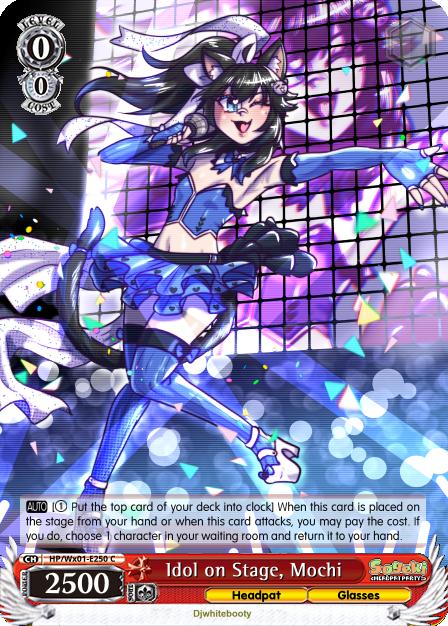 LEVEL
0
0
COST
AUTO [① Put the top card of your deck into clock] When this card is placed on
the stage from your hand or when this card attacks, you may pay the cost. If
you do, choose 1 character in your waiting room and return it to your hand.
CH HP/Wx01-E250 C
POWER 2500 SOUL
Idol on Stage, Mochi
HEADPAT PARTY
Headpat Glasses
Djwhitebooty